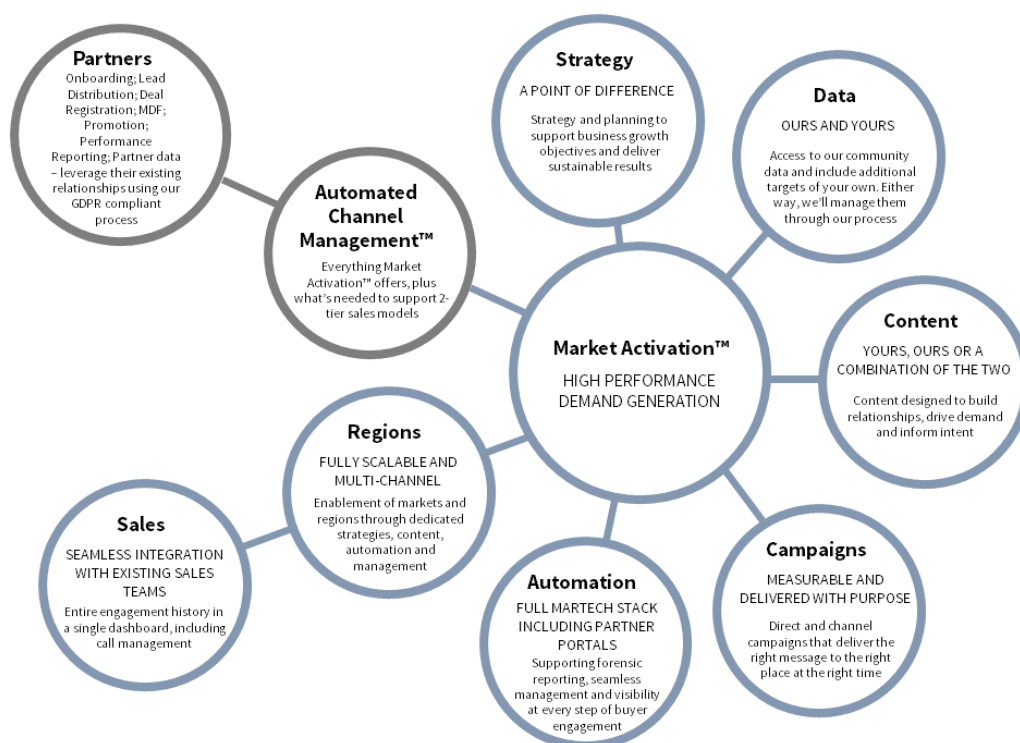 Partners
Onboarding; Lead
Distribution; Deal
Registration; MDF;
Promotion;
Performance
Reporting; Partner data
– leverage their existing
relationships using our
GDPR compliant
process
Automated
Channel
Management™
Everything Market
Activation™ offers, plus
what’s needed to support 2-
tier sales models
Strategy
A POINT OF DIFFERENCE
Strategy and planning to
support business growth
objectives and deliver
sustainable results
Data
OURS AND YOURS
Access to our community
data and include additional
targets of your own. Either
way, we’ll manage them
through our process
Market Activation™
HIGH PERFORMANCE
DEMAND GENERATION
Content
YOURS, OURS OR A
COMBINATION OF THE TWO
Content designed to build
relationships, drive demand
and inform intent
Regions
FULLY SCALABLE AND
MULTI-CHANNEL
Enablement of markets and
regions through dedicated
strategies, content,
automation and
management
Sales
SEAMLESS INTEGRATION
WITH EXISTING SALES
TEAMS
Entire engagement history in
a single dashboard, including
call management
Automation
FULL MARTECH STACK
INCLUDING PARTNER
PORTALS
Supporting forensic
reporting, seamless
management and visibility
at every step of buyer
engagement
Campaigns
MEASURABLE AND
DELIVERED WITH PURPOSE
Direct and channel
campaigns that deliver the
right message to the right
place at the right time